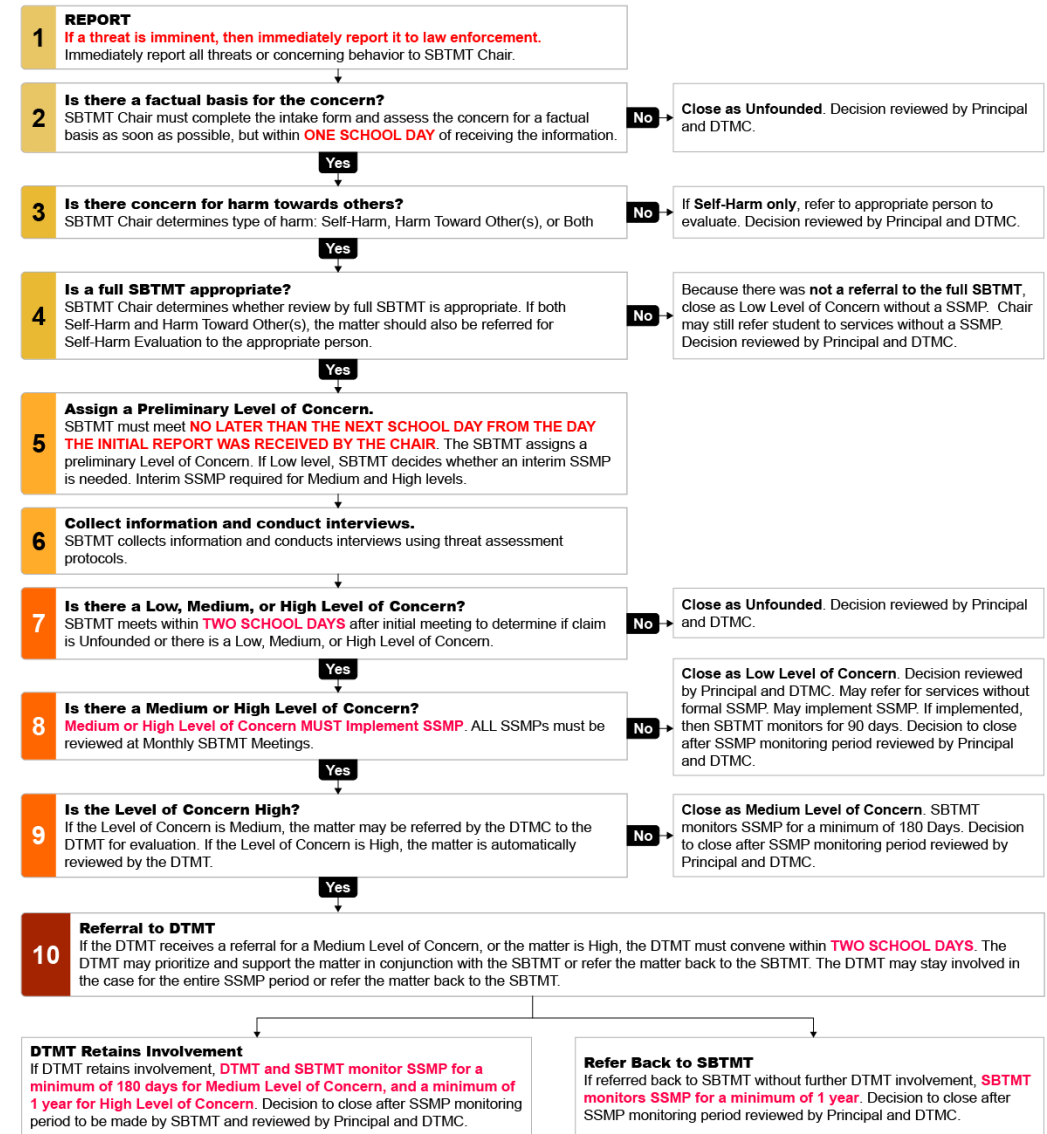 1
REPORT
If a threat is imminent, then immediately report it to law enforcement.
Immediately report all threats or concerning behavior to SBTMT Chair.
2
Is there a factual basis for the concern?
SBTMT Chair must complete the intake form and assess the concern for a factual
basis as soon as possible, but within ONE SCHOOL DAY of receiving the information.
No
Close as Unfounded. Decision reviewed by Principal
and DTMC.
Yes
3
Is there concern for harm towards others?
SBTMT Chair determines type of harm: Self-Harm, Harm Toward Other(s), or Both
No
If Self-Harm only, refer to appropriate person to
evaluate. Decision reviewed by Principal and DTMC.
Yes
4
Is a full SBTMT appropriate?
SBTMT Chair determines whether review by full SBTMT is appropriate. If both
Self-Harm and Harm Toward Other(s), the matter should also be referred for
Self-Harm Evaluation to the appropriate person.
No
Because there was not a referral to the full SBTMT,
close as Low Level of Concern without a SSMP. Chair
may still refer student to services without a SSMP.
Decision reviewed by Principal and DTMC.
Yes
5
Assign a Preliminary Level of Concern.
SBTMT must meet NO LATER THAN THE NEXT SCHOOL DAY FROM THE DAY
THE INITIAL REPORT WAS RECEIVED BY THE CHAIR. The SBTMT assigns a
preliminary Level of Concern. If Low level, SBTMT decides whether an interim SSMP
is needed. Interim SSMP required for Medium and High levels.
6
Collect information and conduct interviews.
SBTMT collects information and conducts interviews using threat assessment
protocols.
7
Is there a Low, Medium, or High Level of Concern?
SBTMT meets within TWO SCHOOL DAYS after initial meeting to determine if claim
is Unfounded or there is a Low, Medium, or High Level of Concern.
No
Close as Unfounded. Decision reviewed by Principal
and DTMC.
Yes
8
Is there a Medium or High Level of Concern?
Medium or High Level of Concern MUST Implement SSMP. ALL SSMPs must be
reviewed at Monthly SBTMT Meetings.
No
Close as Low Level of Concern. Decision reviewed
by Principal and DTMC. May refer for services without
formal SSMP. May implement SSMP. If implemented,
then SBTMT monitors for 90 days. Decision to close
after SSMP monitoring period reviewed by Principal
and DTMC.
Yes
9
Is the Level of Concern High?
If the Level of Concern is Medium, the matter may be referred by the DTMC to the
DTMT for evaluation. If the Level of Concern is High, the matter is automatically
reviewed by the DTMT.
No
Close as Medium Level of Concern. SBTMT
monitors SSMP for a minimum of 180 Days. Decision
to close after SSMP monitoring period reviewed by
Principal and DTMC.
Yes
10
Referral to DTMT
If the DTMT receives a referral for a Medium Level of Concern, or the matter is High, the DTMT must convene within TWO SCHOOL DAYS. The
DTMT may prioritize and support the matter in conjunction with the SBTMT or refer the matter back to the SBTMT. The DTMT may stay involved in
the case for the entire SSMP period or refer the matter back to the SBTMT.
DTMT Retains Involvement
If DTMT retains involvement, DTMT and SBTMT monitor SSMP for a
minimum of 180 days for Medium Level of Concern, and a minimum of
1 year for High Level of Concern. Decision to close after SSMP monitoring
period to be made by SBTMT and reviewed by Principal and DTMC.
Refer Back to SBTMT
If referred back to SBTMT without further DTMT involvement, SBTMT
monitors SSMP for a minimum of 1 year. Decision to close after
SSMP monitoring period reviewed by Principal and DTMC.